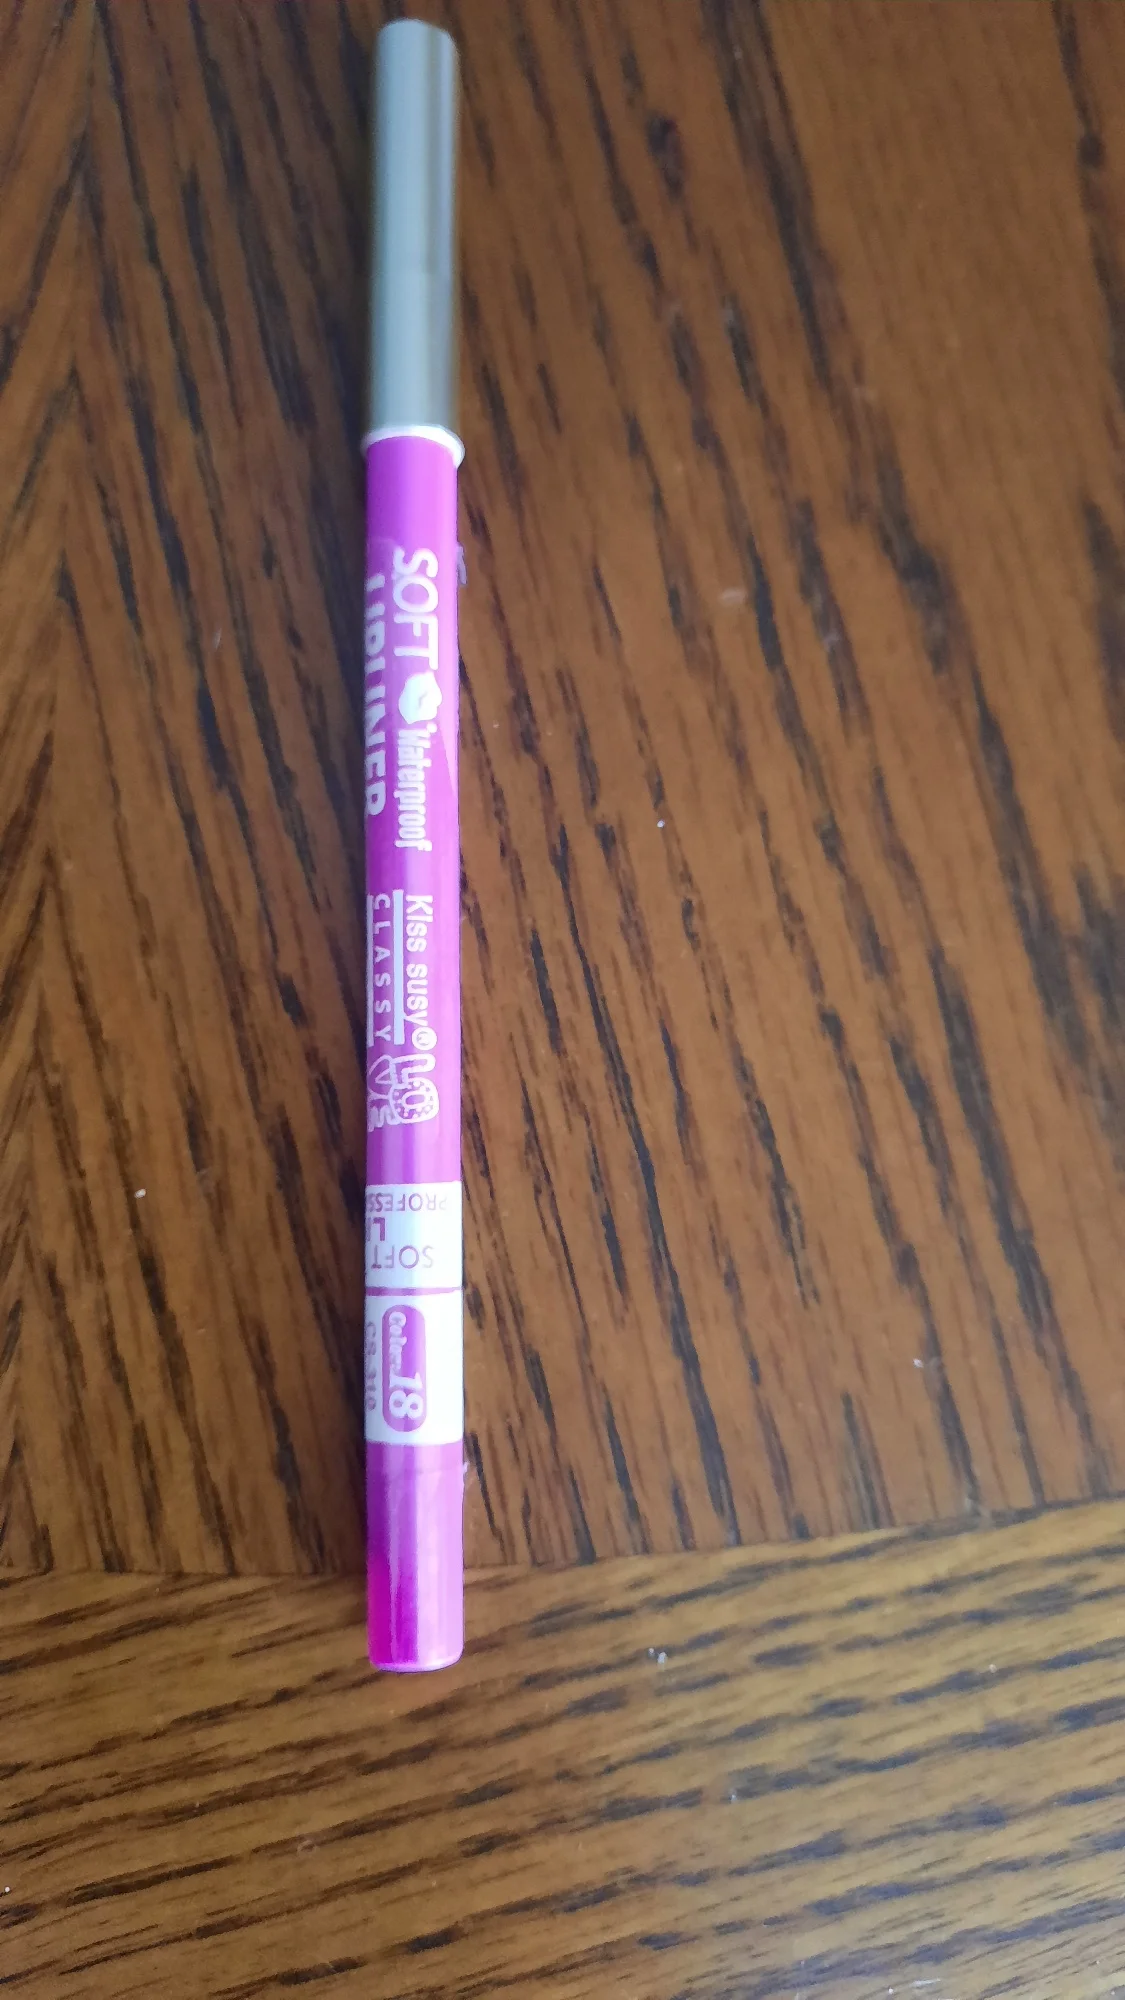 SOFT Waterproof
LIPLINER
Kiss susy®
CLASSY
SOFT
PROFESS
Color:18